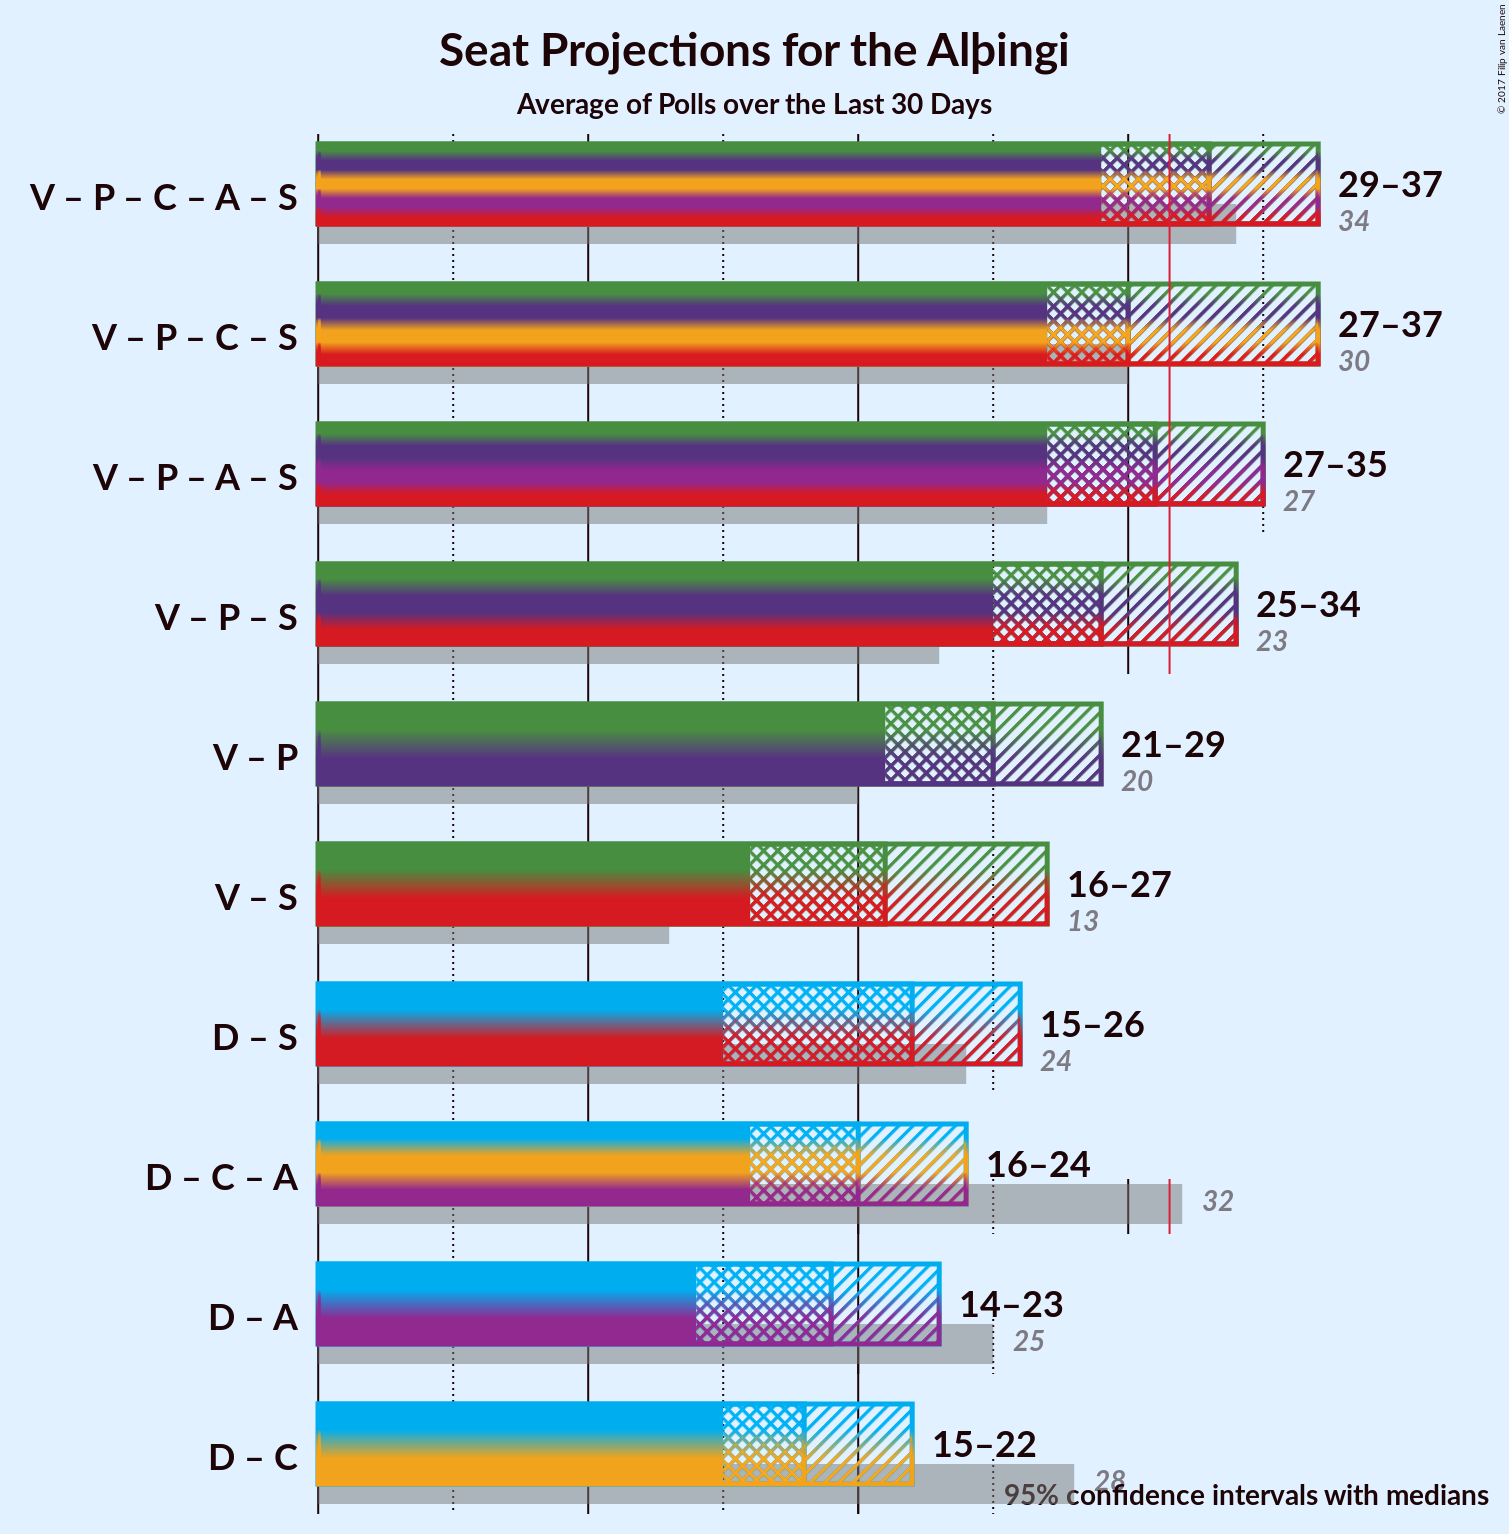 Seat Projections for the Alþingi
Average of Polls over the Last 30 Days
© 2017 Filip van Laenen
V – P – C – A – S
29–37
34
V – P – C – S
27–37
30
V – P – A – S
27–35
27
V – P – S
25–34
23
V – P
21–29
20
V – S
16–27
13
D – S
15–26
24
D – C – A
16–24
32
D – A
14–23
25
D – C
15–22
28
95% confidence intervals with medians